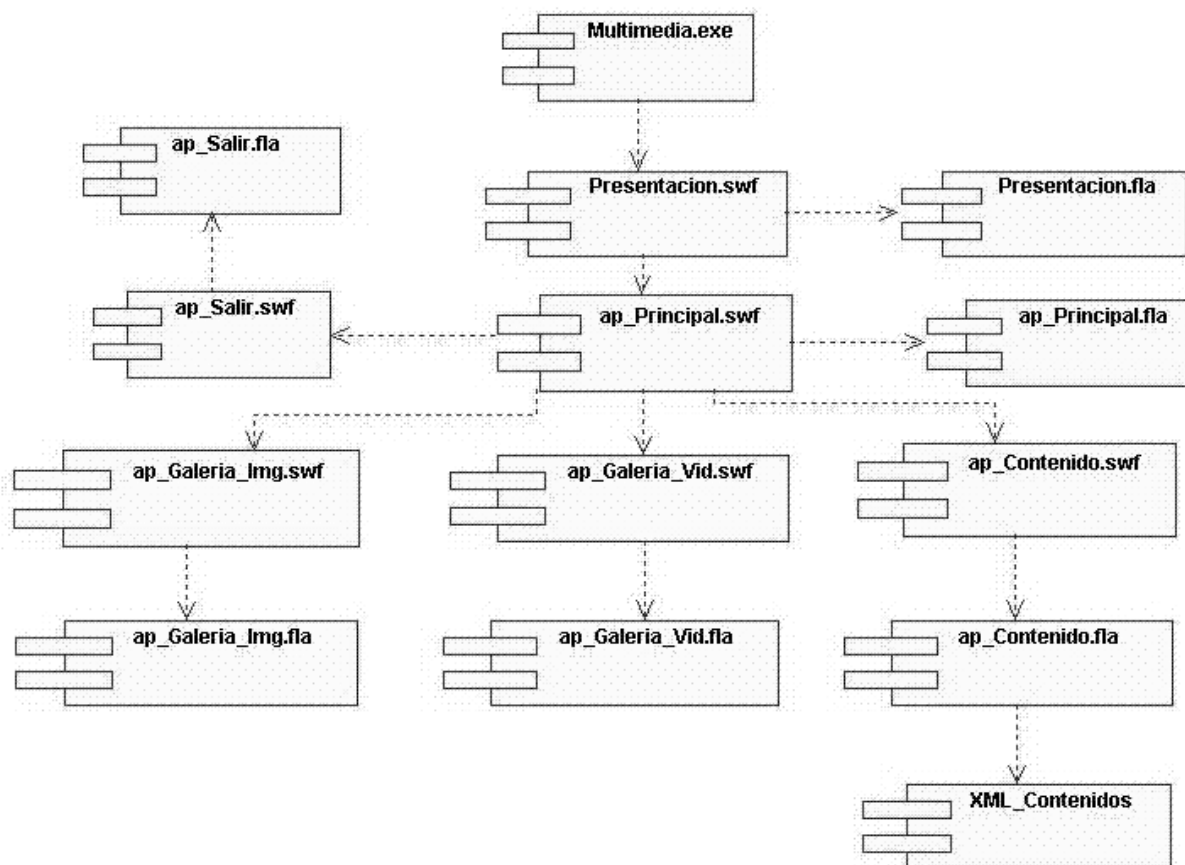 Multimedia.exe
ap_Salir.fla
Presentacion.swf
Presentacion.fla
ap_Salir.swf
ap_Principal.swf
ap_Principal.fla
ap_Galeria_Img.swf
ap_Galeria_Vid.swf
ap_Contenido.swf
ap_Galeria_Img.fla
ap_Galeria_Vid.fla
ap_Contenido.fla
XML_Contenidos